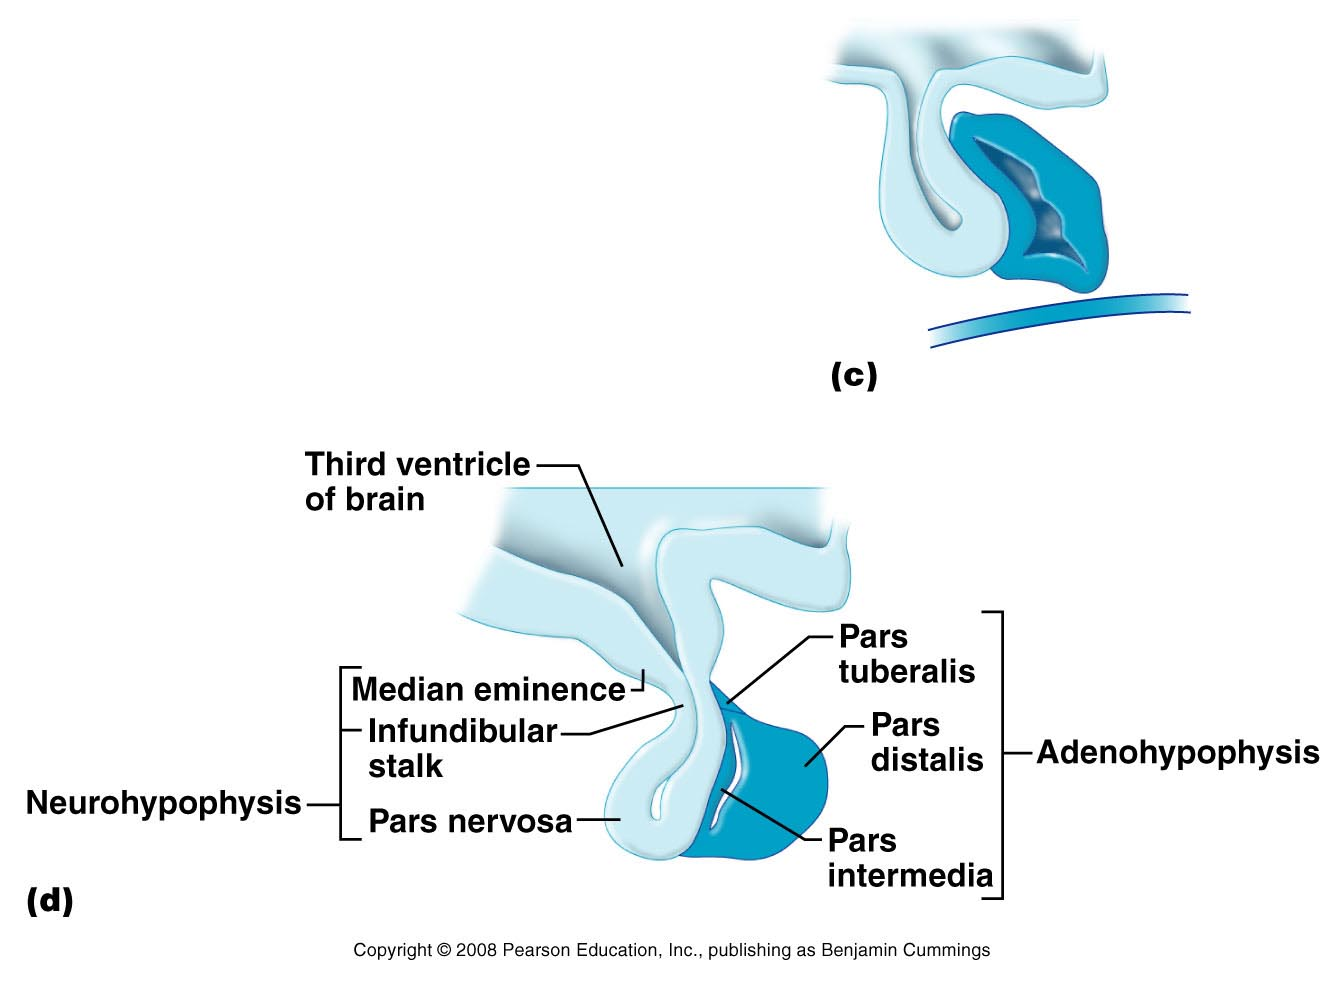 (c)
Third ventricle
of brain
Pars
tuberalis
Median eminence
Infundibular
stalk
Pars
distalis
Adenohypophysis
Neurohypophysis
Pars nervosa
Pars
intermedia
(d)
Copyright © 2008 Pearson Education, Inc., publishing as Benjamin Cummings